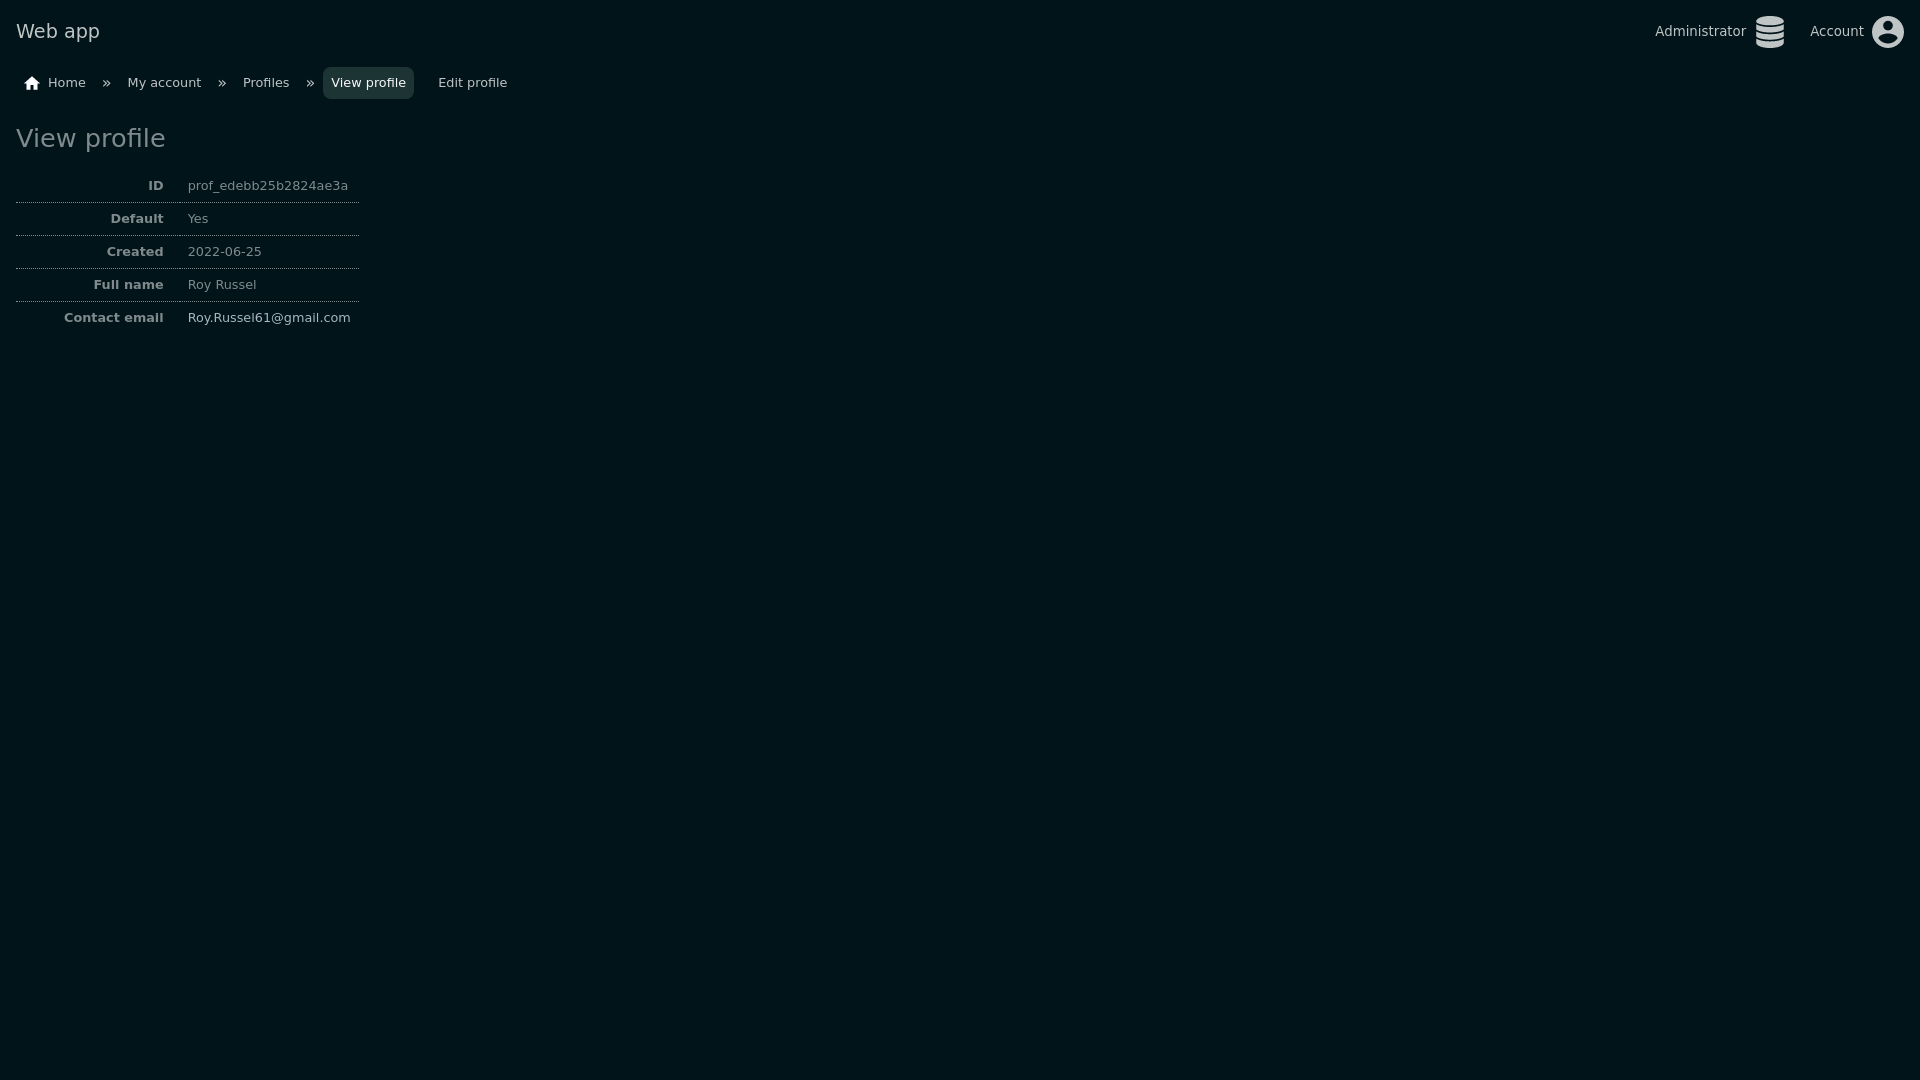 Web app
Administrator
Account
Home » My account » Profiles » View profile Edit profile
View profile
ID prof_edebb25b2824ae3a
Default Yes
Created 2022-06-25
Full name Roy Russel
Contact email Roy.Russel61@gmail.com